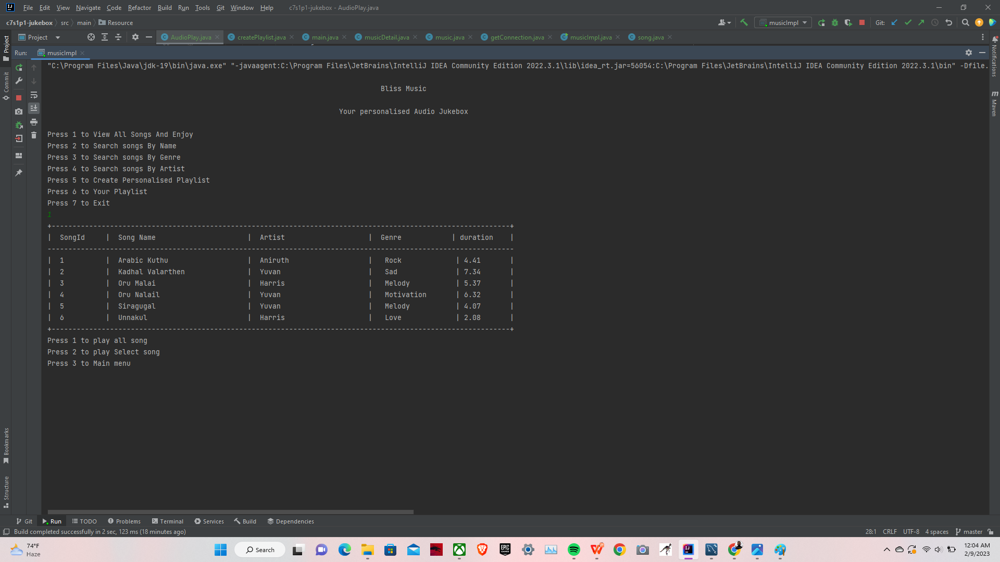 File Edit View Navigate Code Refactor Build Run Tools Git Window Help c7s1p1-jukebox - AudioPlay.java
c7s1p1-jukebox src main Resource musicImpl Git:
Project AudioPlay.java createPlaylist.java main.java musicDetail.java music.java getConnection.java musicImpl.java song.java
Run: musicImpl
"C:\Program Files\Java\jdk-19\bin\java.exe" "-javaagent:C:\Program Files\JetBrains\IntelliJ IDEA Community Edition 2022.3.1\lib\idea_rt.jar=56054:C:\Program Files\JetBrains\IntelliJ IDEA Community Edition 2022.3.1\bin" -Dfile.
Bliss Music
Your personalised Audio Jukebox
Press 1 to View All Songs And Enjoy
Press 2 to Search songs By Name
Press 3 to Search songs By Genre
Press 4 to Search songs By Artist
Press 5 to Create Personalised Playlist
Press 6 to Your Playlist
Press 7 to Exit
1
+--------------------------------------------------------------------------------------------------------------+
| SongId | Song Name | Artist | Genre | duration |
----------------------------------------------------------------------------------------------------------------
| 1 | Arabic Kuthu | Aniruth | Rock | 4.41 |
| 2 | Kadhal Valarthen | Yuvan | Sad | 7.34 |
| 3 | Oru Malai | Harris | Melody | 5.37 |
| 4 | Oru Nalail | Yuvan | Motivation | 6.32 |
| 5 | Siragugal | Yuvan | Melody | 4.07 |
| 6 | Unnakul | Harris | Love | 2.08 |
+--------------------------------------------------------------------------------------------------------------+
Press 1 to play all song
Press 2 to play Select song
Press 3 to Main menu
Project
Commit
Bookmarks
Structure
Notifications
Maven
Git Run TODO Problems Terminal Services Build Dependencies
Build completed successfully in 2 sec, 123 ms (18 minutes ago) 28:1 CRLF UTF-8 4 spaces master
74°F
Haze
Search
EPIC GAMES
12:04 AM
2/9/2023